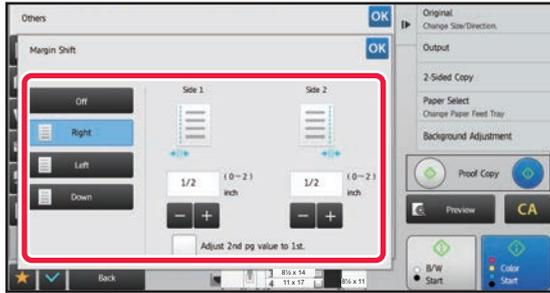 Others
OK
Margin Shift
OK
Off
Right
Left
Down
Side 1
Side 2
1/2
(0~2)
inch
1/2
(0~2)
inch
Adjust 2nd pg value to 1st.
Back
3 8½ x 14
4 11 x 17
8½ x 11
Original
Change Size/Direction.
Output
2-Sided Copy
Paper Select
Change Paper Feed Tray
Background Adjustment
Proof Copy
Preview
CA
B/W
Start
Color
Start